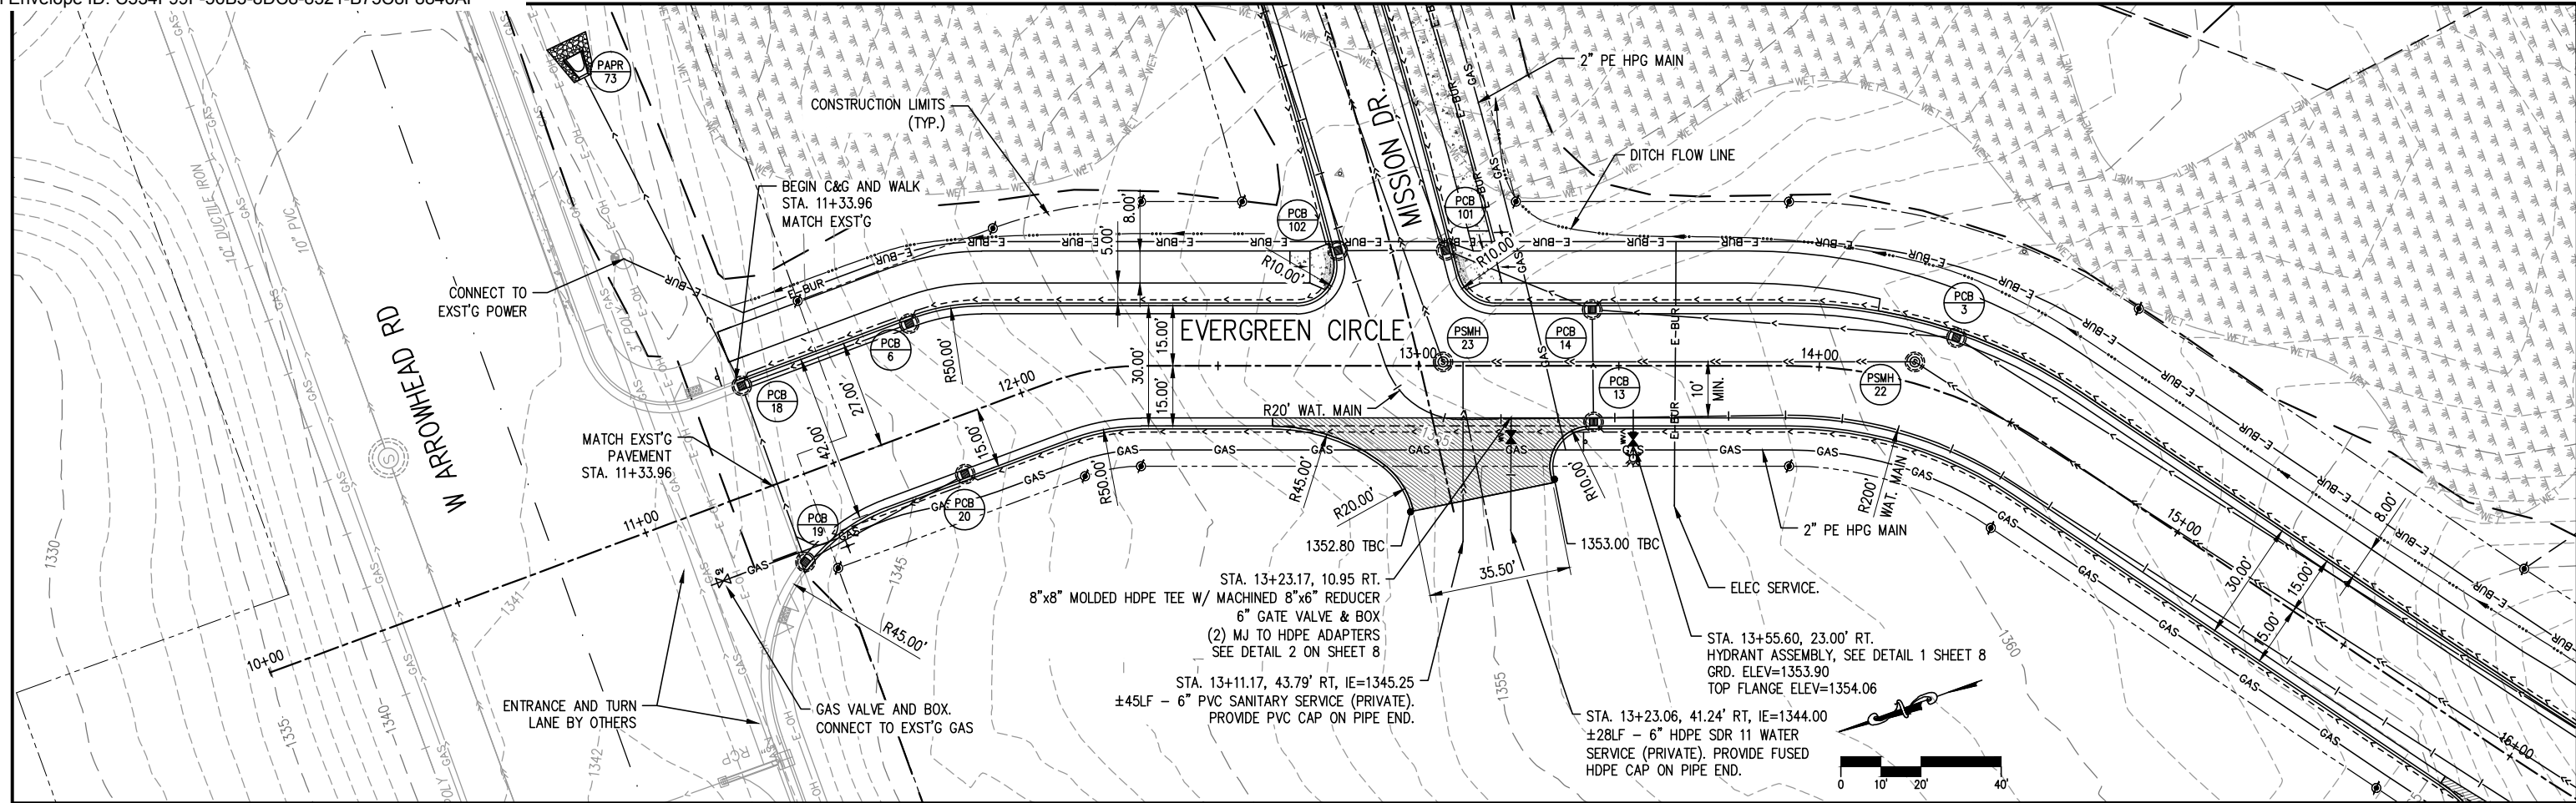 PAPR
73
CONSTRUCTION LIMITS
(TYP.)
2" PE HPG MAIN
MISSION DR.
DITCH FLOW LINE
BEGIN C&G AND WALK
STA. 11+33.96
MATCH EXST'G
10" DUCTILE IRON
10" PVC
GAS
8.00'
5.00'
PCB
102
PCB
101
R10.00'
R10.00'
E-BUR
E-OH
WET
CONNECT TO
EXST'G POWER
W ARROWHEAD RD
EVERGREEN CIRCLE
PCB
3
PCB
6
R50.00'
15.00'
30.00'
15.00'
13+00
PSMH
23
PCB
14
14+00
PCB
18
27.00'
42.00'
12+00
PCB
13
10'
MIN.
PSMH
22
R20' WAT. MAIN
MATCH EXST'G
PAVEMENT
STA. 11+33.96
15.00'
1355
WV
R50.00'
R45.00'
R20.00'
R10.00'
R200'
WAT. MAIN
PCB
19
PCB
20
11+00
2" PE HPG MAIN
15+00
8.00'
1330
1345
1341
GV
1352.80 TBC
1353.00 TBC
35.50'
30.00'
15.00'
15.00'
STA. 13+23.17, 10.95 RT.
8"x8" MOLDED HDPE TEE W/ MACHINED 8"x6" REDUCER
6" GATE VALVE & BOX
(2) MJ TO HDPE ADAPTERS
SEE DETAIL 2 ON SHEET 8
ELEC SERVICE.
R45.00'
STA. 13+55.60, 23.00' RT.
HYDRANT ASSEMBLY, SEE DETAIL 1 SHEET 8
GRD. ELEV=1353.90
TOP FLANGE ELEV=1354.06
1360
10+00
STA. 13+11.17, 43.79' RT, IE=1345.25
±45LF - 6" PVC SANITARY SERVICE (PRIVATE).
PROVIDE PVC CAP ON PIPE END.
1355
ENTRANCE AND TURN
LANE BY OTHERS
GAS VALVE AND BOX.
CONNECT TO EXST'G GAS
STA. 13+23.06, 41.24' RT, IE=1344.00
±28LF - 6" HDPE SDR 11 WATER
SERVICE (PRIVATE). PROVIDE FUSED
HDPE CAP ON PIPE END.
1335
1340
1342
RCP
16+00
0 10' 20' 40'